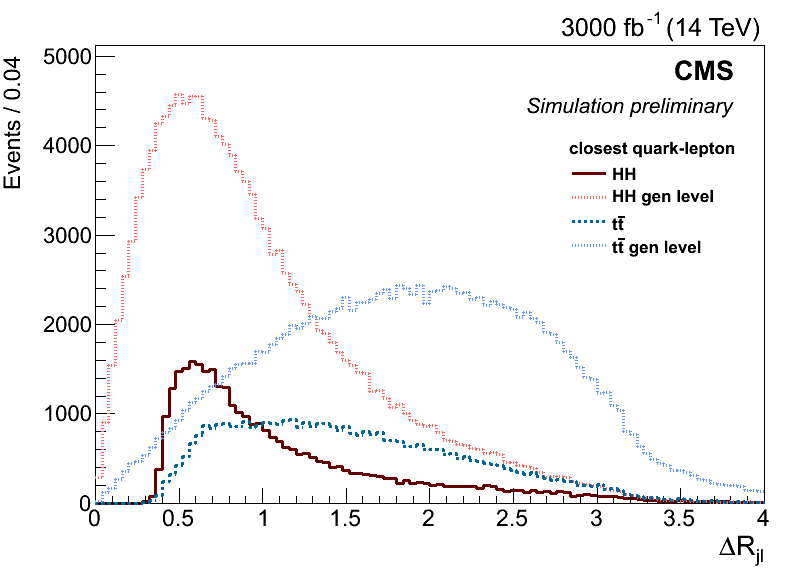 3000 fb⁻¹ (14 TeV)
CMS
Simulation preliminary
closest quark-lepton
HH
HH gen level
tt̄
tt̄ gen level
Events / 0.04
5000
4000
3000
2000
1000
0
0 0.5 1 1.5 2 2.5 3 3.5 4
ΔR_jl